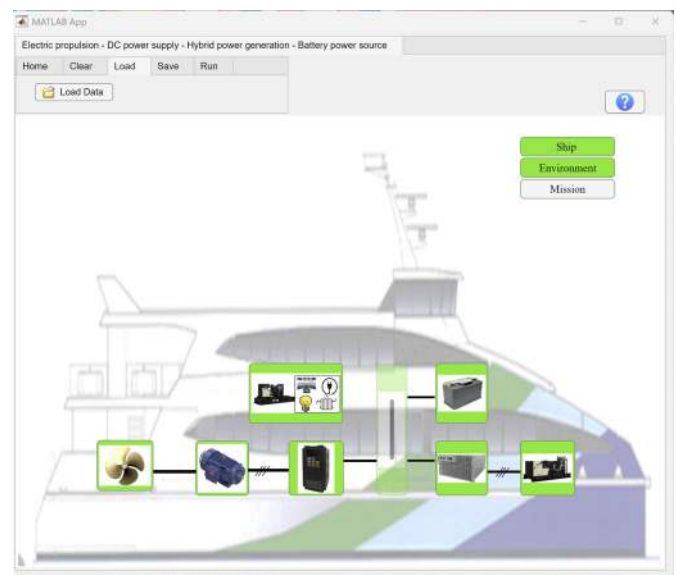 MATLAB App
Electric propulsion - DC power supply - Hybrid power generation - Battery power source
Home Clear Load Save Run
Load Data
?
Ship
Environment
Mission